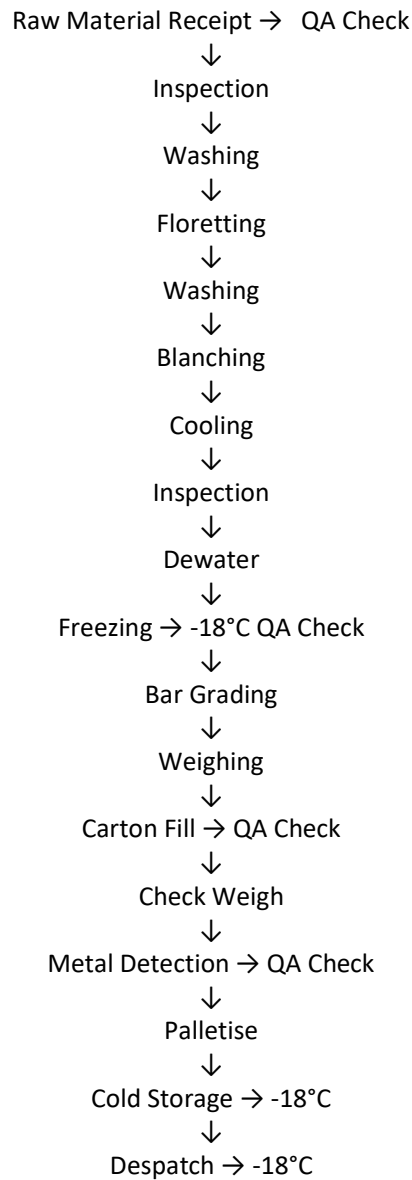 Raw Material Receipt → QA Check
↓
Inspection
↓
Washing
↓
Floretting
↓
Washing
↓
Blanching
↓
Cooling
↓
Inspection
↓
Dewater
↓
Freezing → -18°C QA Check
↓
Bar Grading
↓
Weighing
↓
Carton Fill → QA Check
↓
Check Weigh
↓
Metal Detection → QA Check
↓
Palletise
↓
Cold Storage → -18°C
↓
Despatch → -18°C